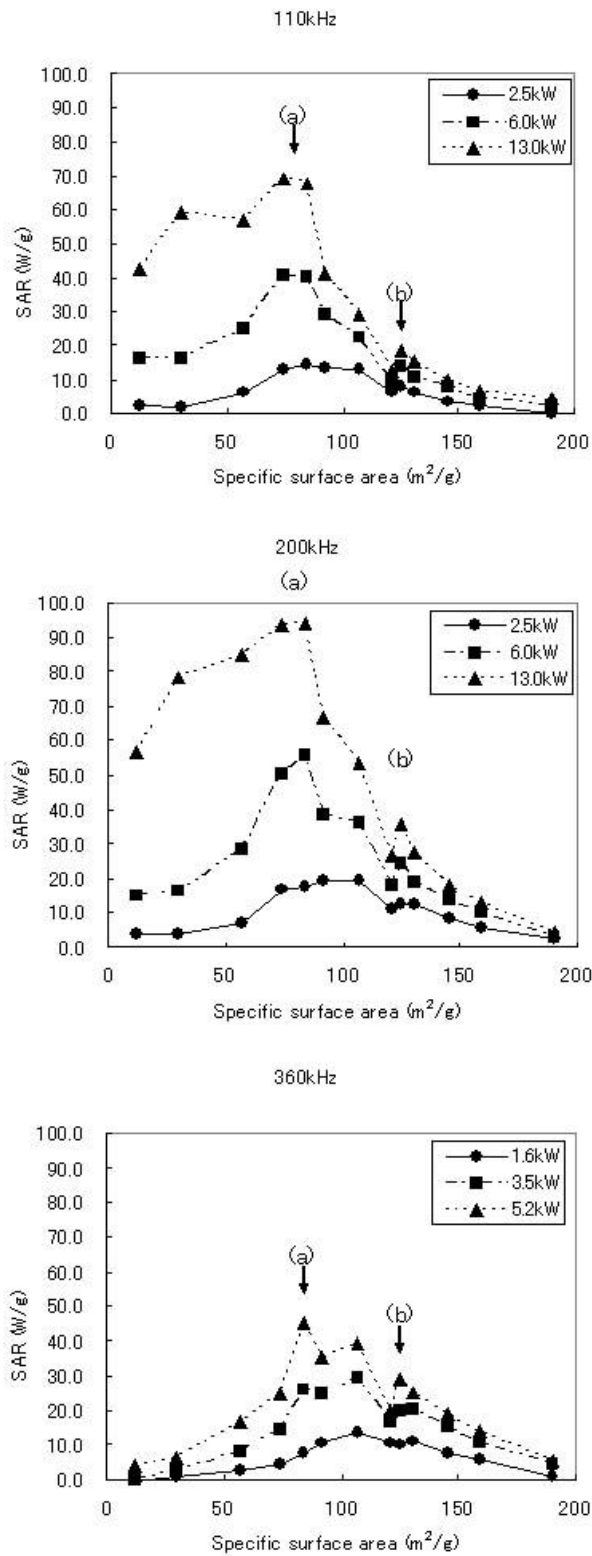 110kHz
100.0
90.0
80.0
70.0
60.0
50.0
40.0
30.0
20.0
10.0
0.0
SAR (W/g)
(a)
(b)
2.5kW
6.0kW
13.0kW
0 50 100 150 200
Specific surface area (m²/g)
200kHz
(a)
100.0
90.0
80.0
70.0
60.0
50.0
40.0
30.0
20.0
10.0
0.0
SAR (W/g)
(b)
2.5kW
6.0kW
13.0kW
0 50 100 150 200
Specific surface area (m²/g)
360kHz
100.0
90.0
80.0
70.0
60.0
50.0
40.0
30.0
20.0
10.0
0.0
SAR (W/g)
(a)
(b)
1.6kW
3.5kW
5.2kW
0 50 100 150 200
Specific surface area (m²/g)